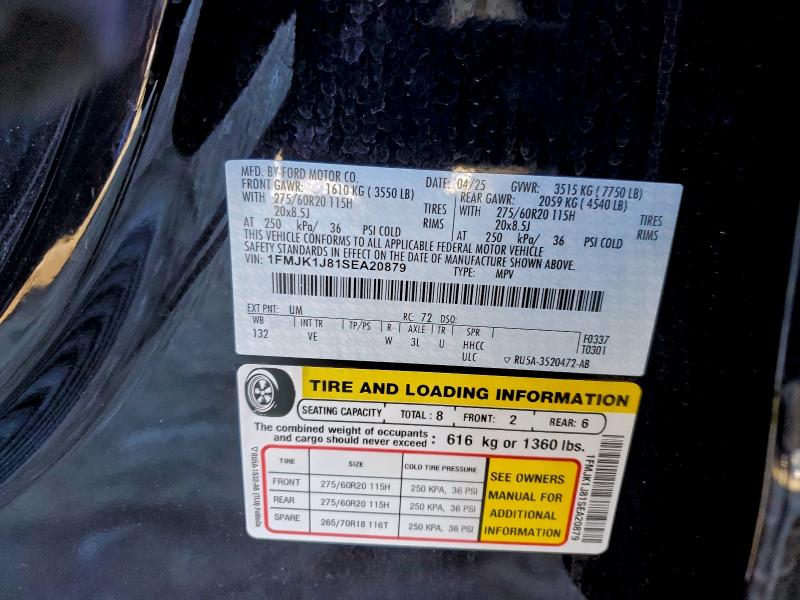 MFD. BY FORD MOTOR CO.
DATE: 04/25 GVWR: 3515 KG ( 7750 LB)
FRONT GAWR: 1610 KG ( 3550 LB) REAR GAWR: 2059 KG ( 4540 LB)
WITH 275/60R20 115H TIRES WITH 275/60R20 115H TIRES
20x8.5J RIMS 20x8.5J RIMS
AT 250 kPa/ 36 PSI COLD AT 250 kPa/ 36 PSI COLD
THIS VEHICLE CONFORMS TO ALL APPLICABLE FEDERAL MOTOR VEHICLE
SAFETY STANDARDS IN EFFECT ON THE DATE OF MANUFACTURE SHOWN ABOVE.
VIN: 1FMJK1J81SEA20879 TYPE: MPV
EXT PNT: UM RC: 72 DSO:
WB INT TR TP/PS R AXLE TR SPR F0337
132 VE W 3L U HHCC T0301
ULC RU5A-3520472-AB
TIRE AND LOADING INFORMATION
SEATING CAPACITY TOTAL: 8 FRONT: 2 REAR: 6
The combined weight of occupants
and cargo should never exceed : 616 kg or 1360 lbs.
TIRE SIZE COLD TIRE PRESSURE
FRONT 275/60R20 115H 250 KPA, 36 PSI
REAR 275/60R20 115H 250 KPA, 36 PSI
SPARE 265/70R18 116T 250 KPA, 36 PSI
SEE OWNERS
MANUAL FOR
ADDITIONAL
INFORMATION
1FMJK1J81SEA20879